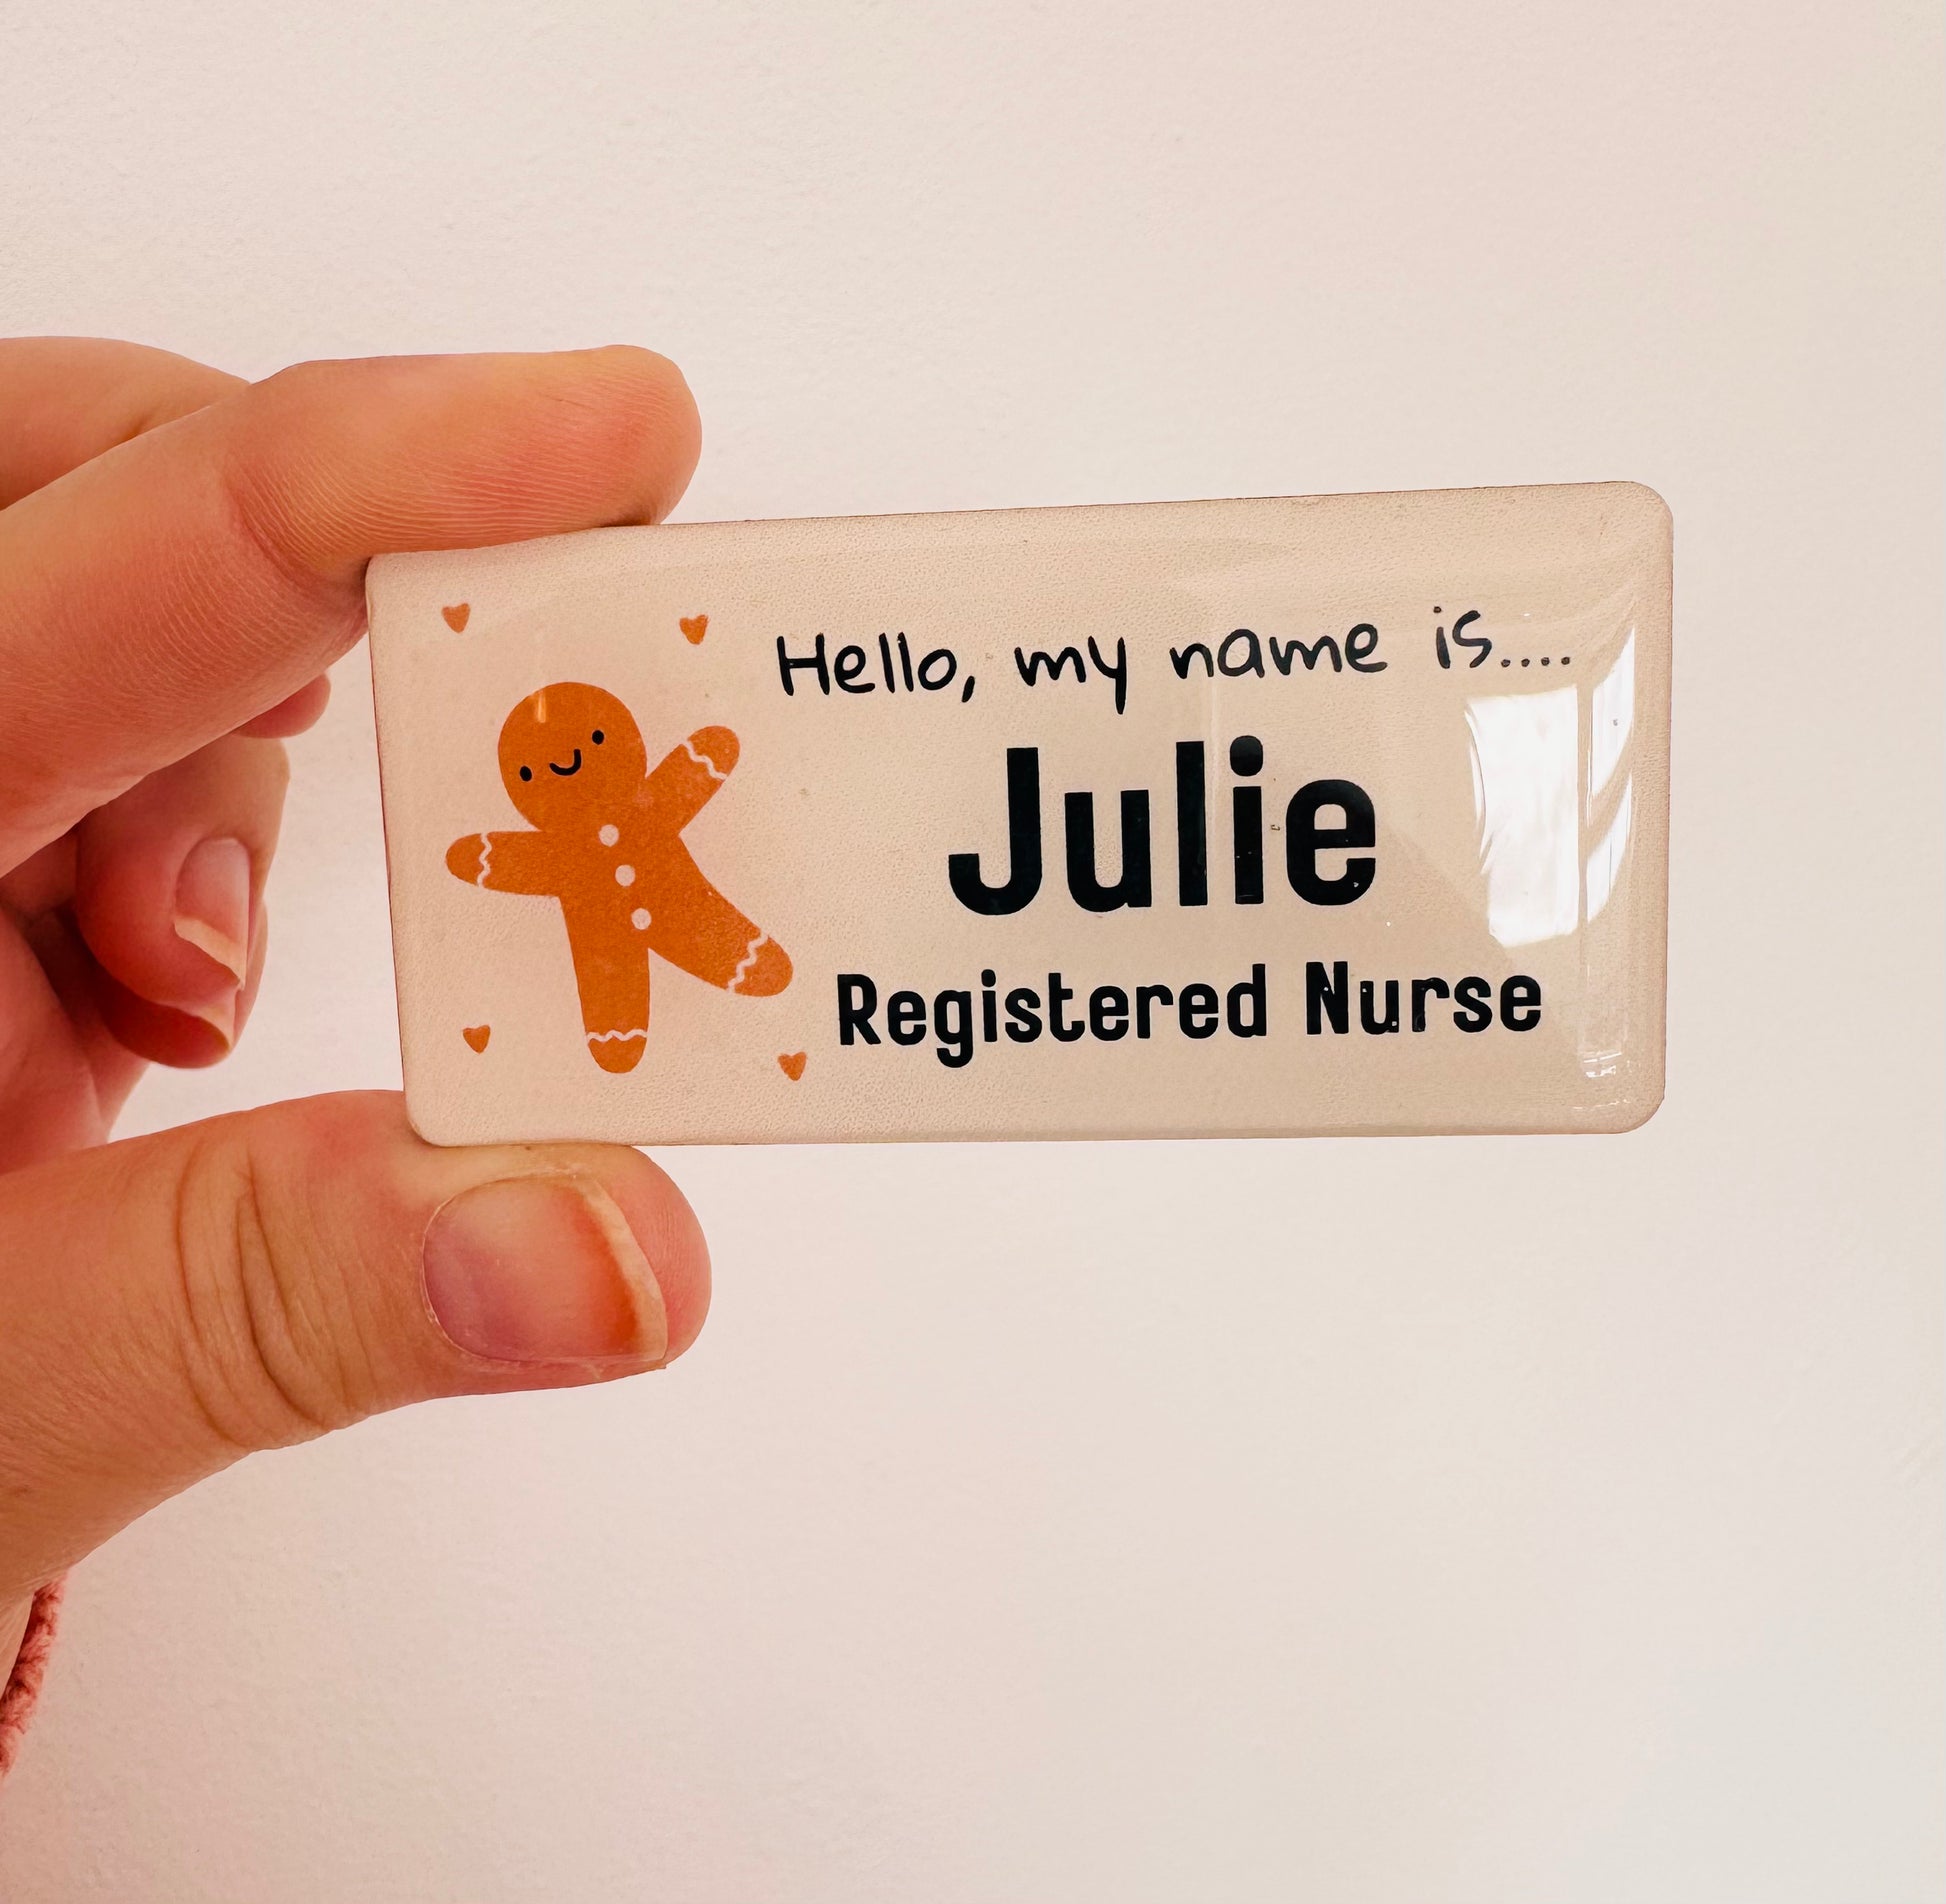 Hello, my name is....
Julie
Registered Nurse